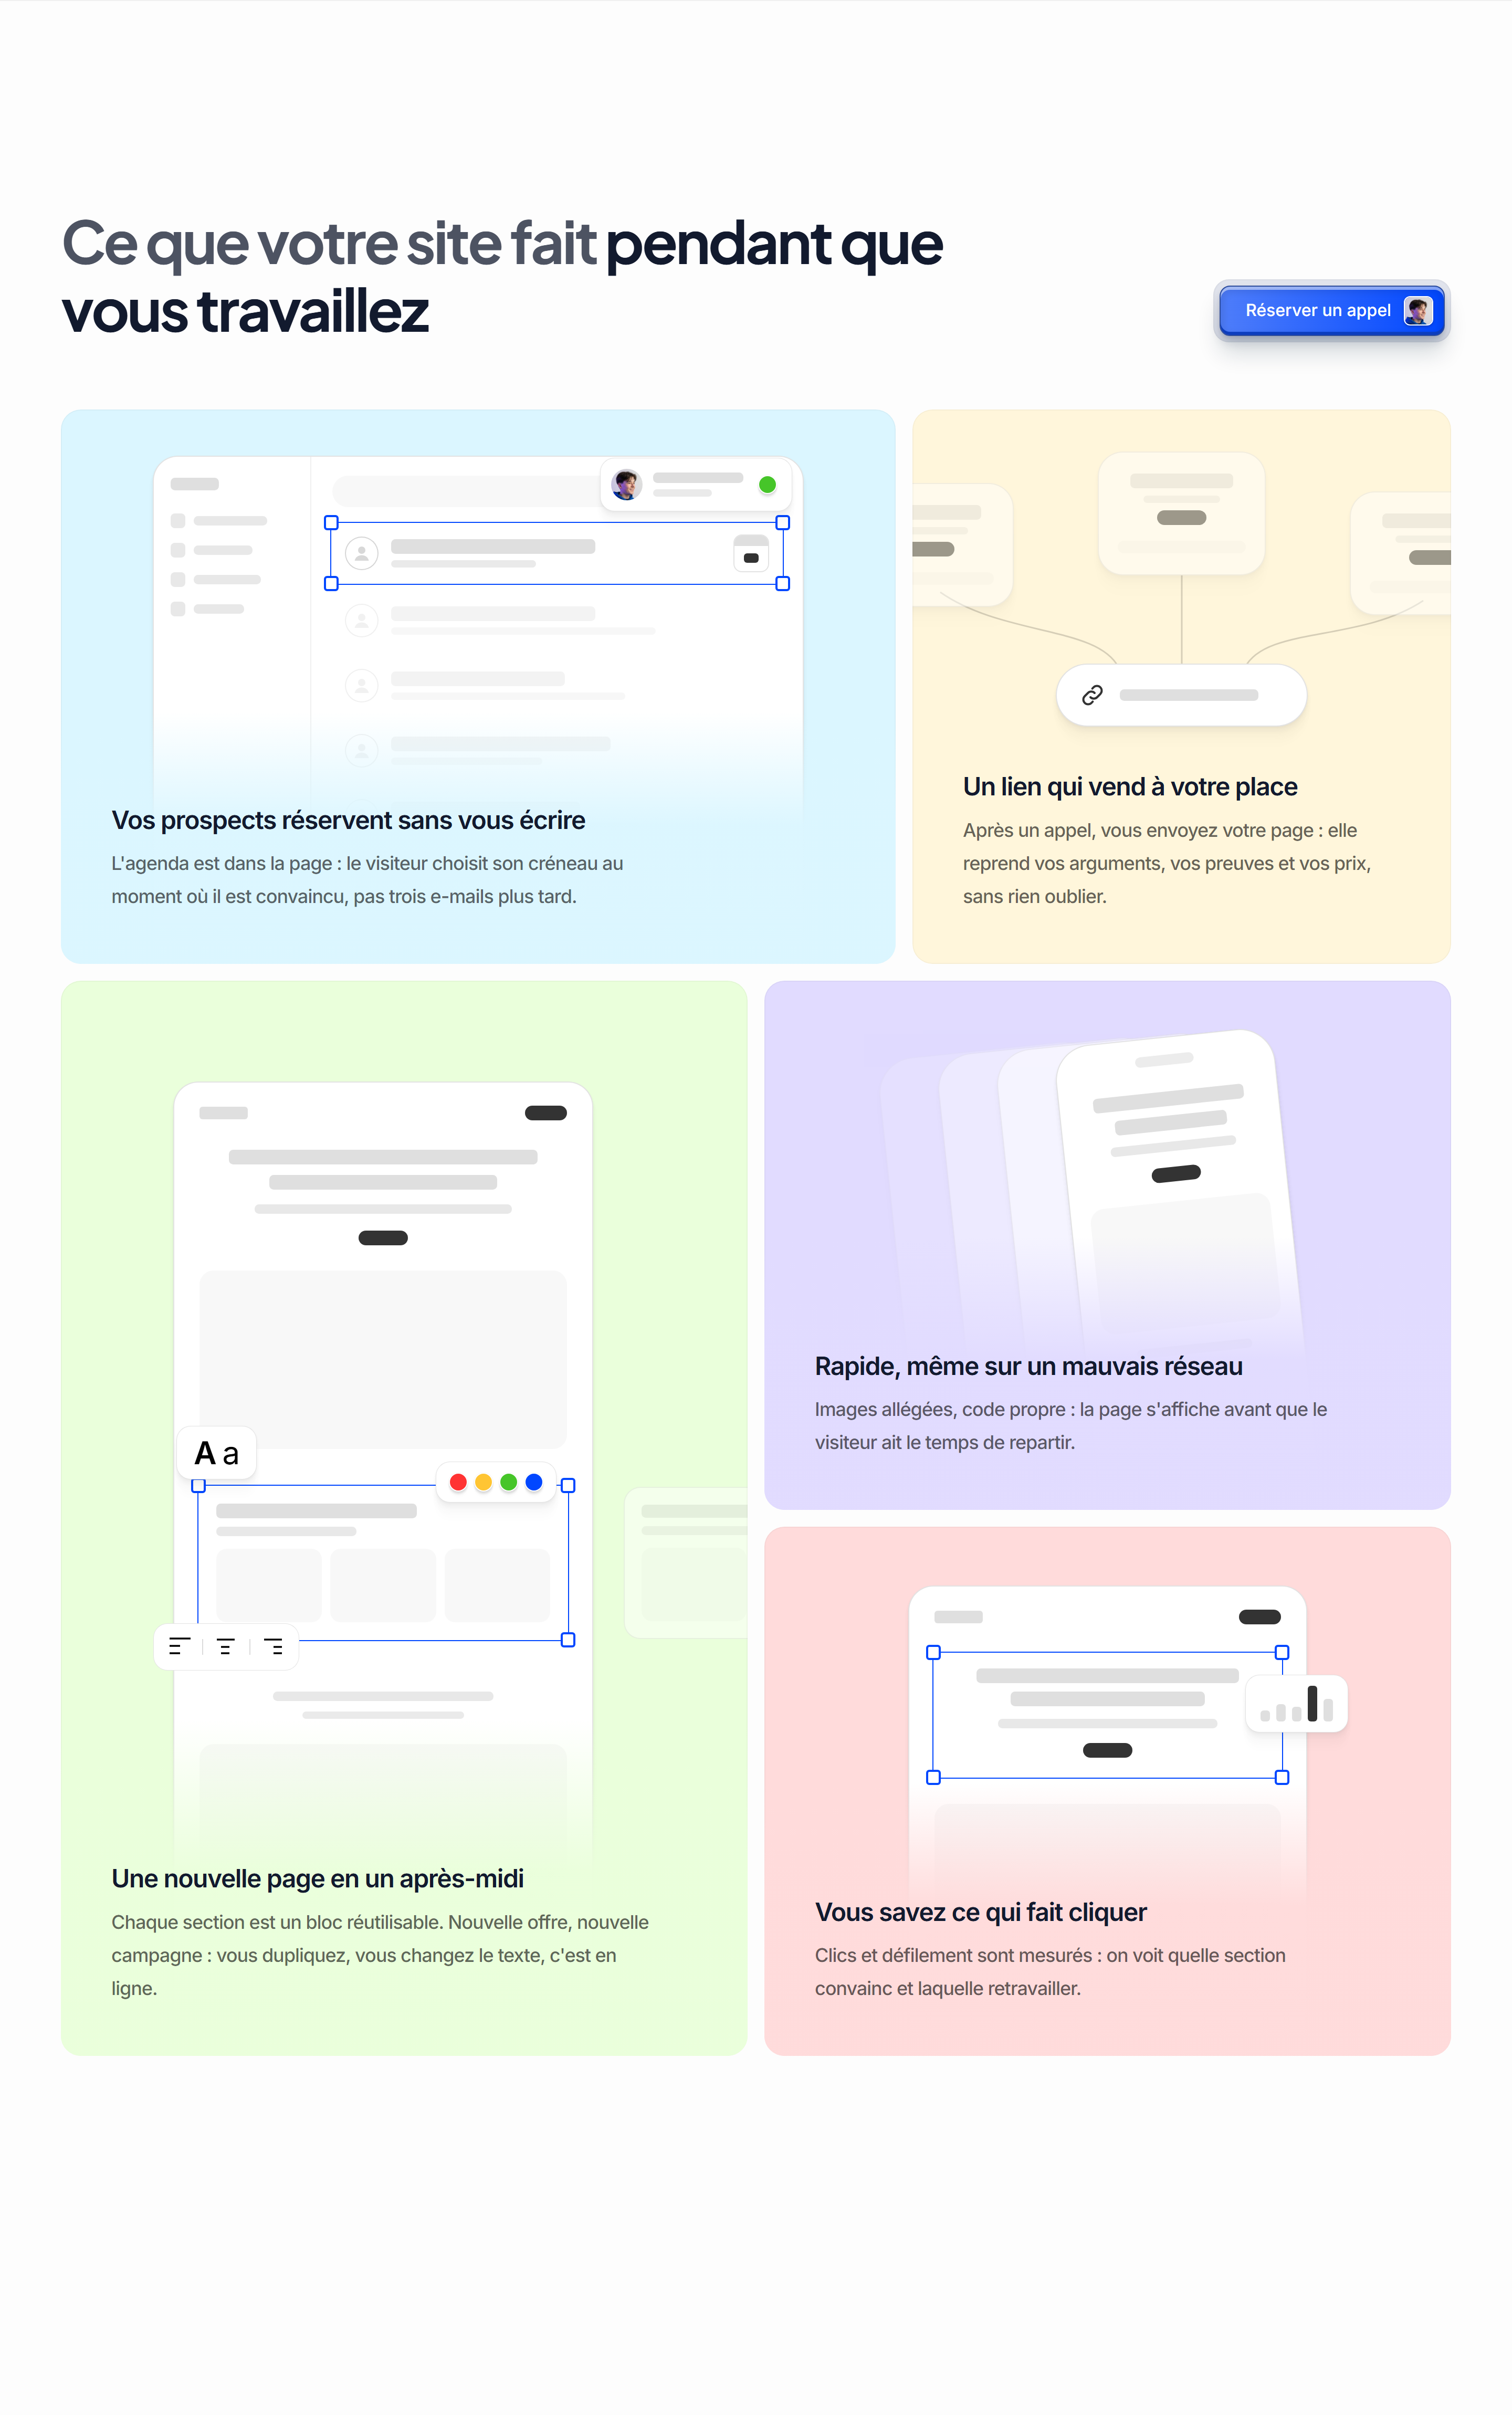 Ce que votre site fait pendant que
vous travaillez
Réserver un appel
Vos prospects réservent sans vous écrire
L'agenda est dans la page : le visiteur choisit son créneau au
moment où il est convaincu, pas trois e-mails plus tard.
Un lien qui vend à votre place
Après un appel, vous envoyez votre page : elle
reprend vos arguments, vos preuves et vos prix,
sans rien oublier.
A a
Une nouvelle page en un après-midi
Chaque section est un bloc réutilisable. Nouvelle offre, nouvelle
campagne : vous dupliquez, vous changez le texte, c'est en
ligne.
Rapide, même sur un mauvais réseau
Images allégées, code propre : la page s'affiche avant que le
visiteur ait le temps de repartir.
Vous savez ce qui fait cliquer
Clics et défilement sont mesurés : on voit quelle section
convainc et laquelle retravailler.